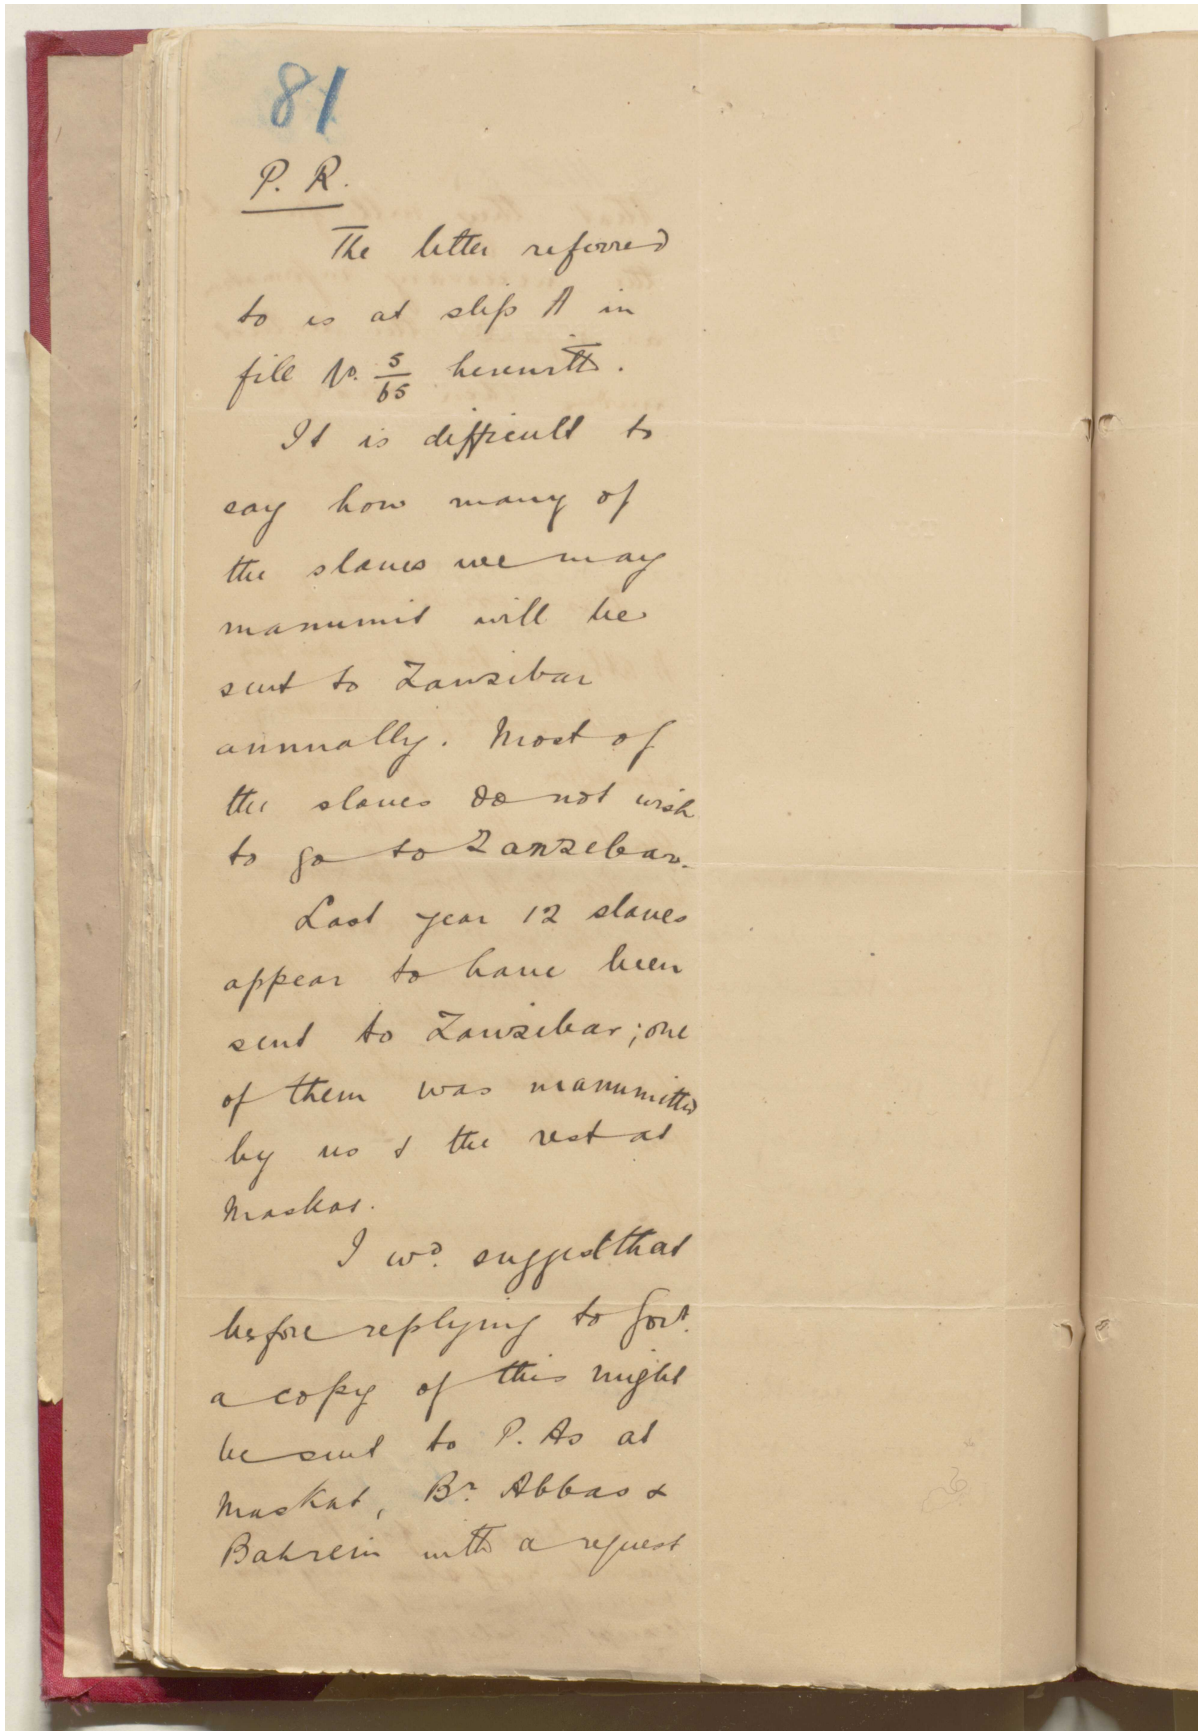 81
P. R.
The letter referred
to is at slip A in
file No. 5/65 herewith.
It is difficult to
say how many of
the slaves we may
manumit will be
sent to Zanzibar
annually. Most of
the slaves do not wish
to go to Zanzibar.
Last year 12 slaves
appear to have been
sent to Zanzibar; one
of them was manumitted
by us & the rest at
Maskat.
I wd. suggest that
before replying to Govt.
a copy of this might
be sent to P. As at
Maskat, Br. Abbas &
Bahrein with a request